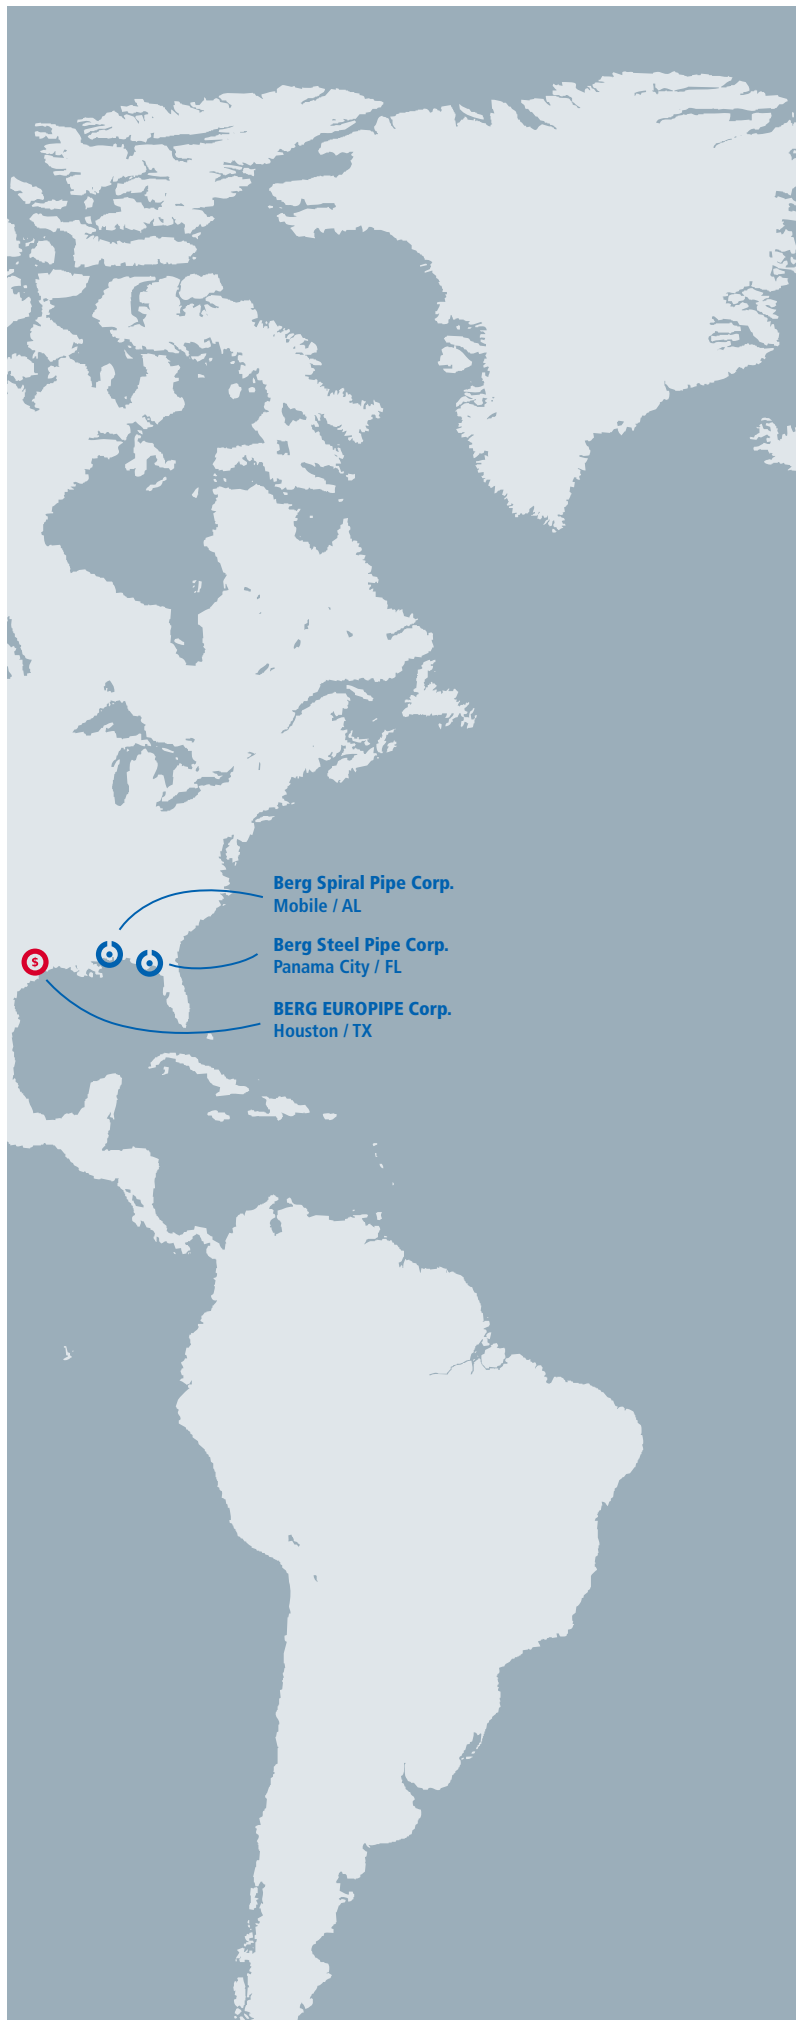 Berg Spiral Pipe Corp.
Mobile / AL
Berg Steel Pipe Corp.
Panama City / FL
$
BERG EUROPIPE Corp.
Houston / TX